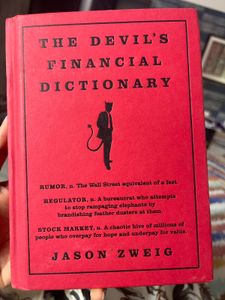 THE DEVIL'S
FINANCIAL
DICTIONARY
RUMOR, n. The Wall Street equivalent of a fact.
REGULATOR, n. A bureaucrat who attempts
to stop rampaging elephants by
brandishing feather dusters at them.
STOCK MARKET, n. A chaotic hive of millions of
people who overpay for hope and underpay for value.
JASON ZWEIG